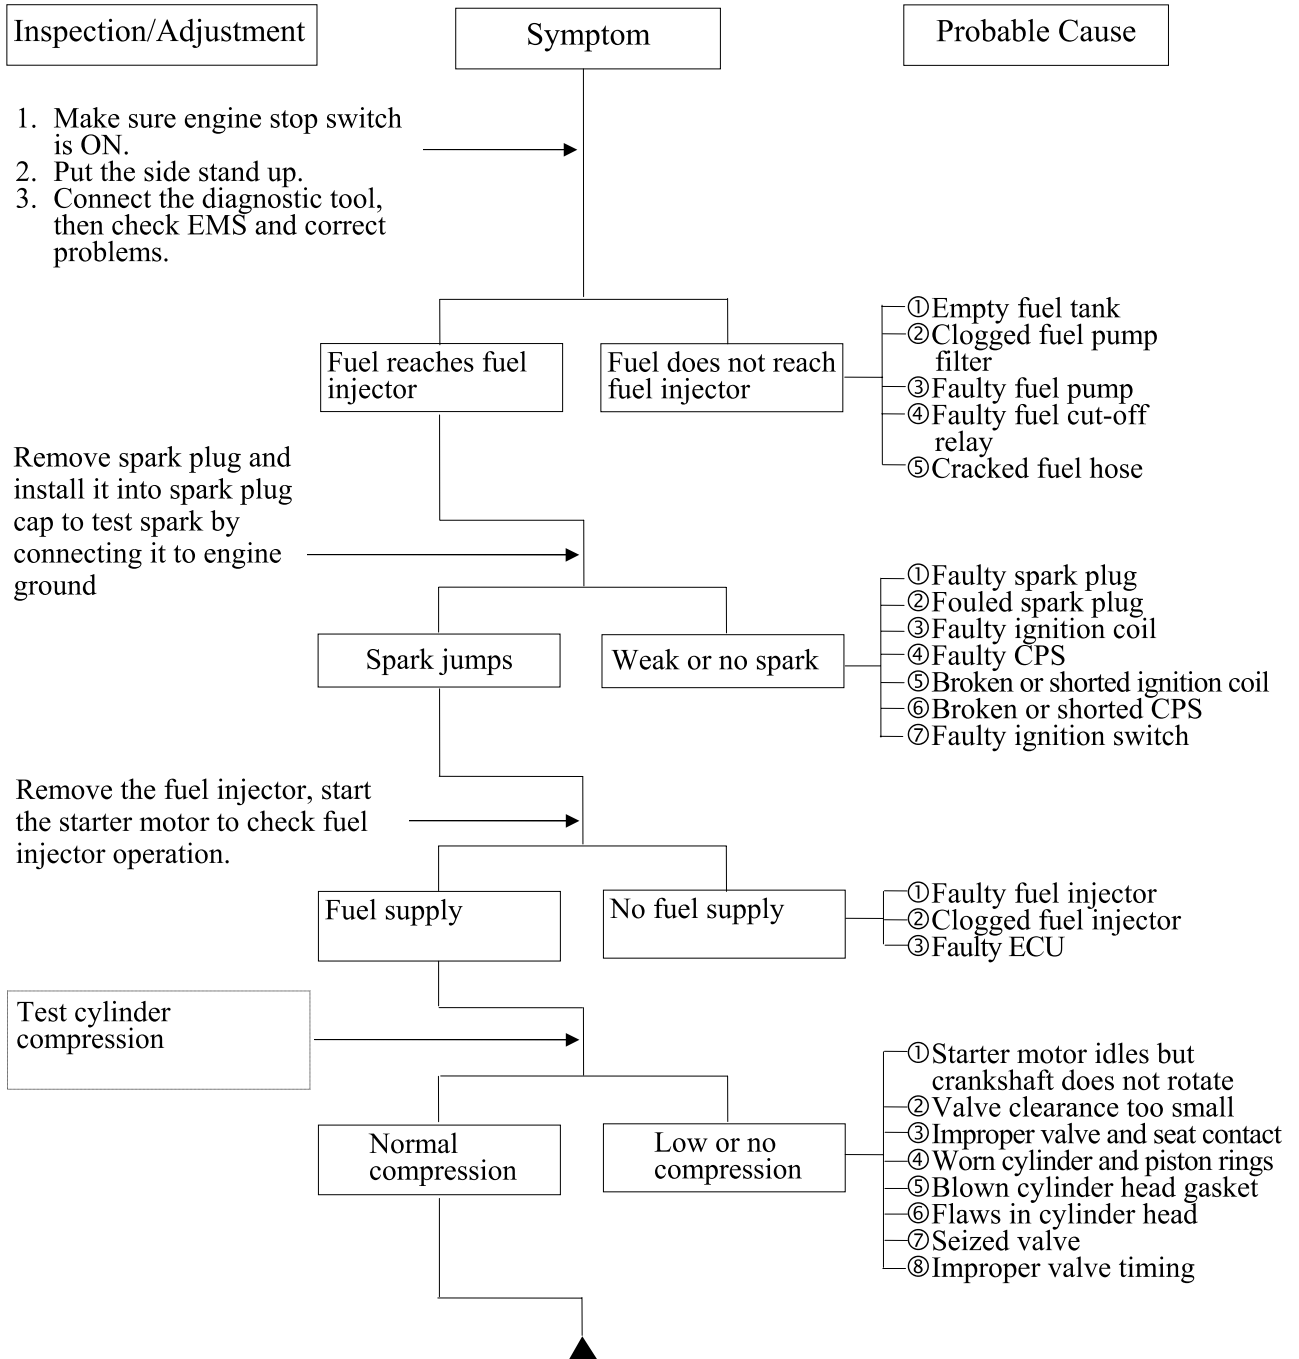 Inspection/Adjustment
Symptom
Probable Cause
1. Make sure engine stop switch
is ON.
2. Put the side stand up.
3. Connect the diagnostic tool,
then check EMS and correct
problems.
Fuel reaches fuel
injector
Fuel does not reach
fuel injector
①Empty fuel tank
②Clogged fuel pump
filter
③Faulty fuel pump
④Faulty fuel cut-off
relay
⑤Cracked fuel hose
Remove spark plug and
install it into spark plug
cap to test spark by
connecting it to engine
ground
Spark jumps
Weak or no spark
①Faulty spark plug
②Fouled spark plug
③Faulty ignition coil
④Faulty CPS
⑤Broken or shorted ignition coil
⑥Broken or shorted CPS
⑦Faulty ignition switch
Remove the fuel injector, start
the starter motor to check fuel
injector operation.
Fuel supply
No fuel supply
①Faulty fuel injector
②Clogged fuel injector
③Faulty ECU
Test cylinder
compression
Normal
compression
Low or no
compression
①Starter motor idles but
crankshaft does not rotate
②Valve clearance too small
③Improper valve and seat contact
④Worn cylinder and piston rings
⑤Blown cylinder head gasket
⑥Flaws in cylinder head
⑦Seized valve
⑧Improper valve timing